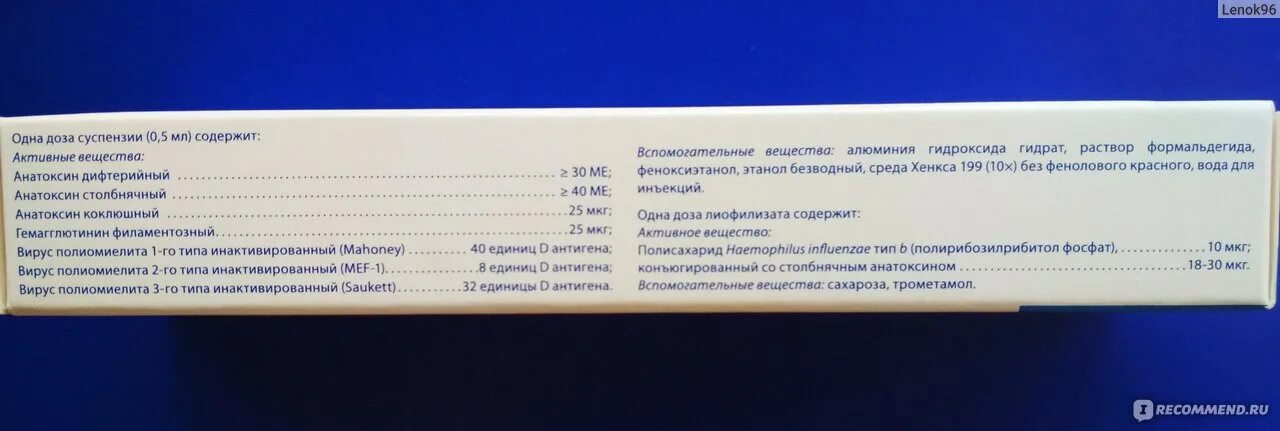 Lenok96
Одна доза суспензии (0,5 мл) содержит:
Активные вещества:
Анатоксин дифтерийный ........ ≥ 30 МЕ;
Анатоксин столбнячный ........ ≥ 40 МЕ;
Анатоксин коклюшный ........ 25 мкг;
Гемагглютинин филаментозный ........ 25 мкг;
Вирус полиомиелита 1-го типа инактивированный (Mahoney) ........ 40 единиц D антигена;
Вирус полиомиелита 2-го типа инактивированный (MEF-1) ........ 8 единиц D антигена;
Вирус полиомиелита 3-го типа инактивированный (Saukett) ........ 32 единицы D антигена.
Вспомогательные вещества: алюминия гидроксида гидрат, раствор формальдегида,
феноксиэтанол, этанол безводный, среда Хенкса 199 (10×) без фенолового красного, вода для
инъекций.
Одна доза лиофилизата содержит:
Активное вещество:
Полисахарид Haemophilus influenzae тип b (полирибозилрибитол фосфат), ........ 10 мкг;
конъюгированный со столбнячным анатоксином ........ 18-30 мкг.
Вспомогательные вещества: сахароза, трометамол.
I RECOMMEND.RU